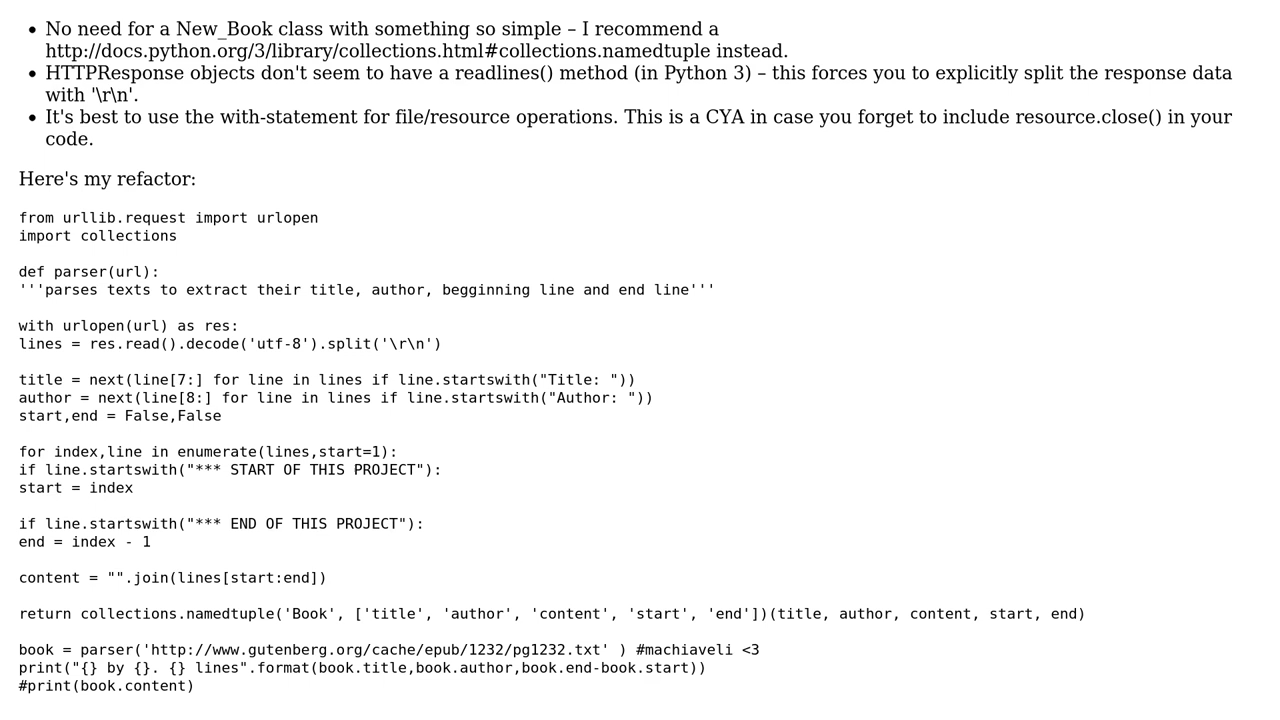 No need for a New_Book class with something so simple – I recommend a
http://docs.python.org/3/library/collections.html#collections.namedtuple instead.
HTTPResponse objects don't seem to have a readlines() method (in Python 3) – this forces you to explicitly split the response data
with '\r\n'.
It's best to use the with-statement for file/resource operations. This is a CYA in case you forget to include resource.close() in your
code.
Here's my refactor:
from urllib.request import urlopen
import collections
def parser(url):
'''parses texts to extract their title, author, begginning line and end line'''
with urlopen(url) as res:
lines = res.read().decode('utf-8').split('\r\n')
title = next(line[7:] for line in lines if line.startswith("Title: "))
author = next(line[8:] for line in lines if line.startswith("Author: "))
start,end = False,False
for index,line in enumerate(lines,start=1):
if line.startswith("*** START OF THIS PROJECT"):
start = index
if line.startswith("*** END OF THIS PROJECT"):
end = index - 1
content = "".join(lines[start:end])
return collections.namedtuple('Book', ['title', 'author', 'content', 'start', 'end'])(title, author, content, start, end)
book = parser('http://www.gutenberg.org/cache/epub/1232/pg1232.txt' ) #machiaveli <3
print("{} by {}. {} lines".format(book.title,book.author,book.end-book.start))
#print(book.content)